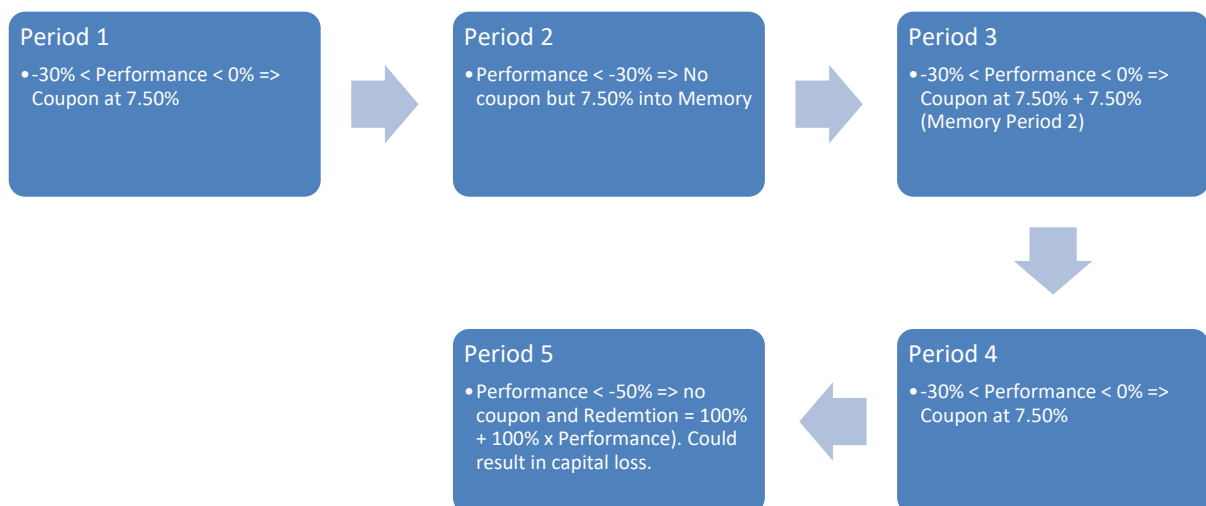 Period 1
•-30% < Performance < 0% =>
Coupon at 7.50%
Period 2
•Performance < -30% => No
coupon but 7.50% into Memory
Period 3
•-30% < Performance < 0% =>
Coupon at 7.50% + 7.50%
(Memory Period 2)
Period 4
•-30% < Performance < 0% =>
Coupon at 7.50%
Period 5
•Performance < -50% => no
coupon and Redemtion = 100%
+ 100% x Performance). Could
result in capital loss.